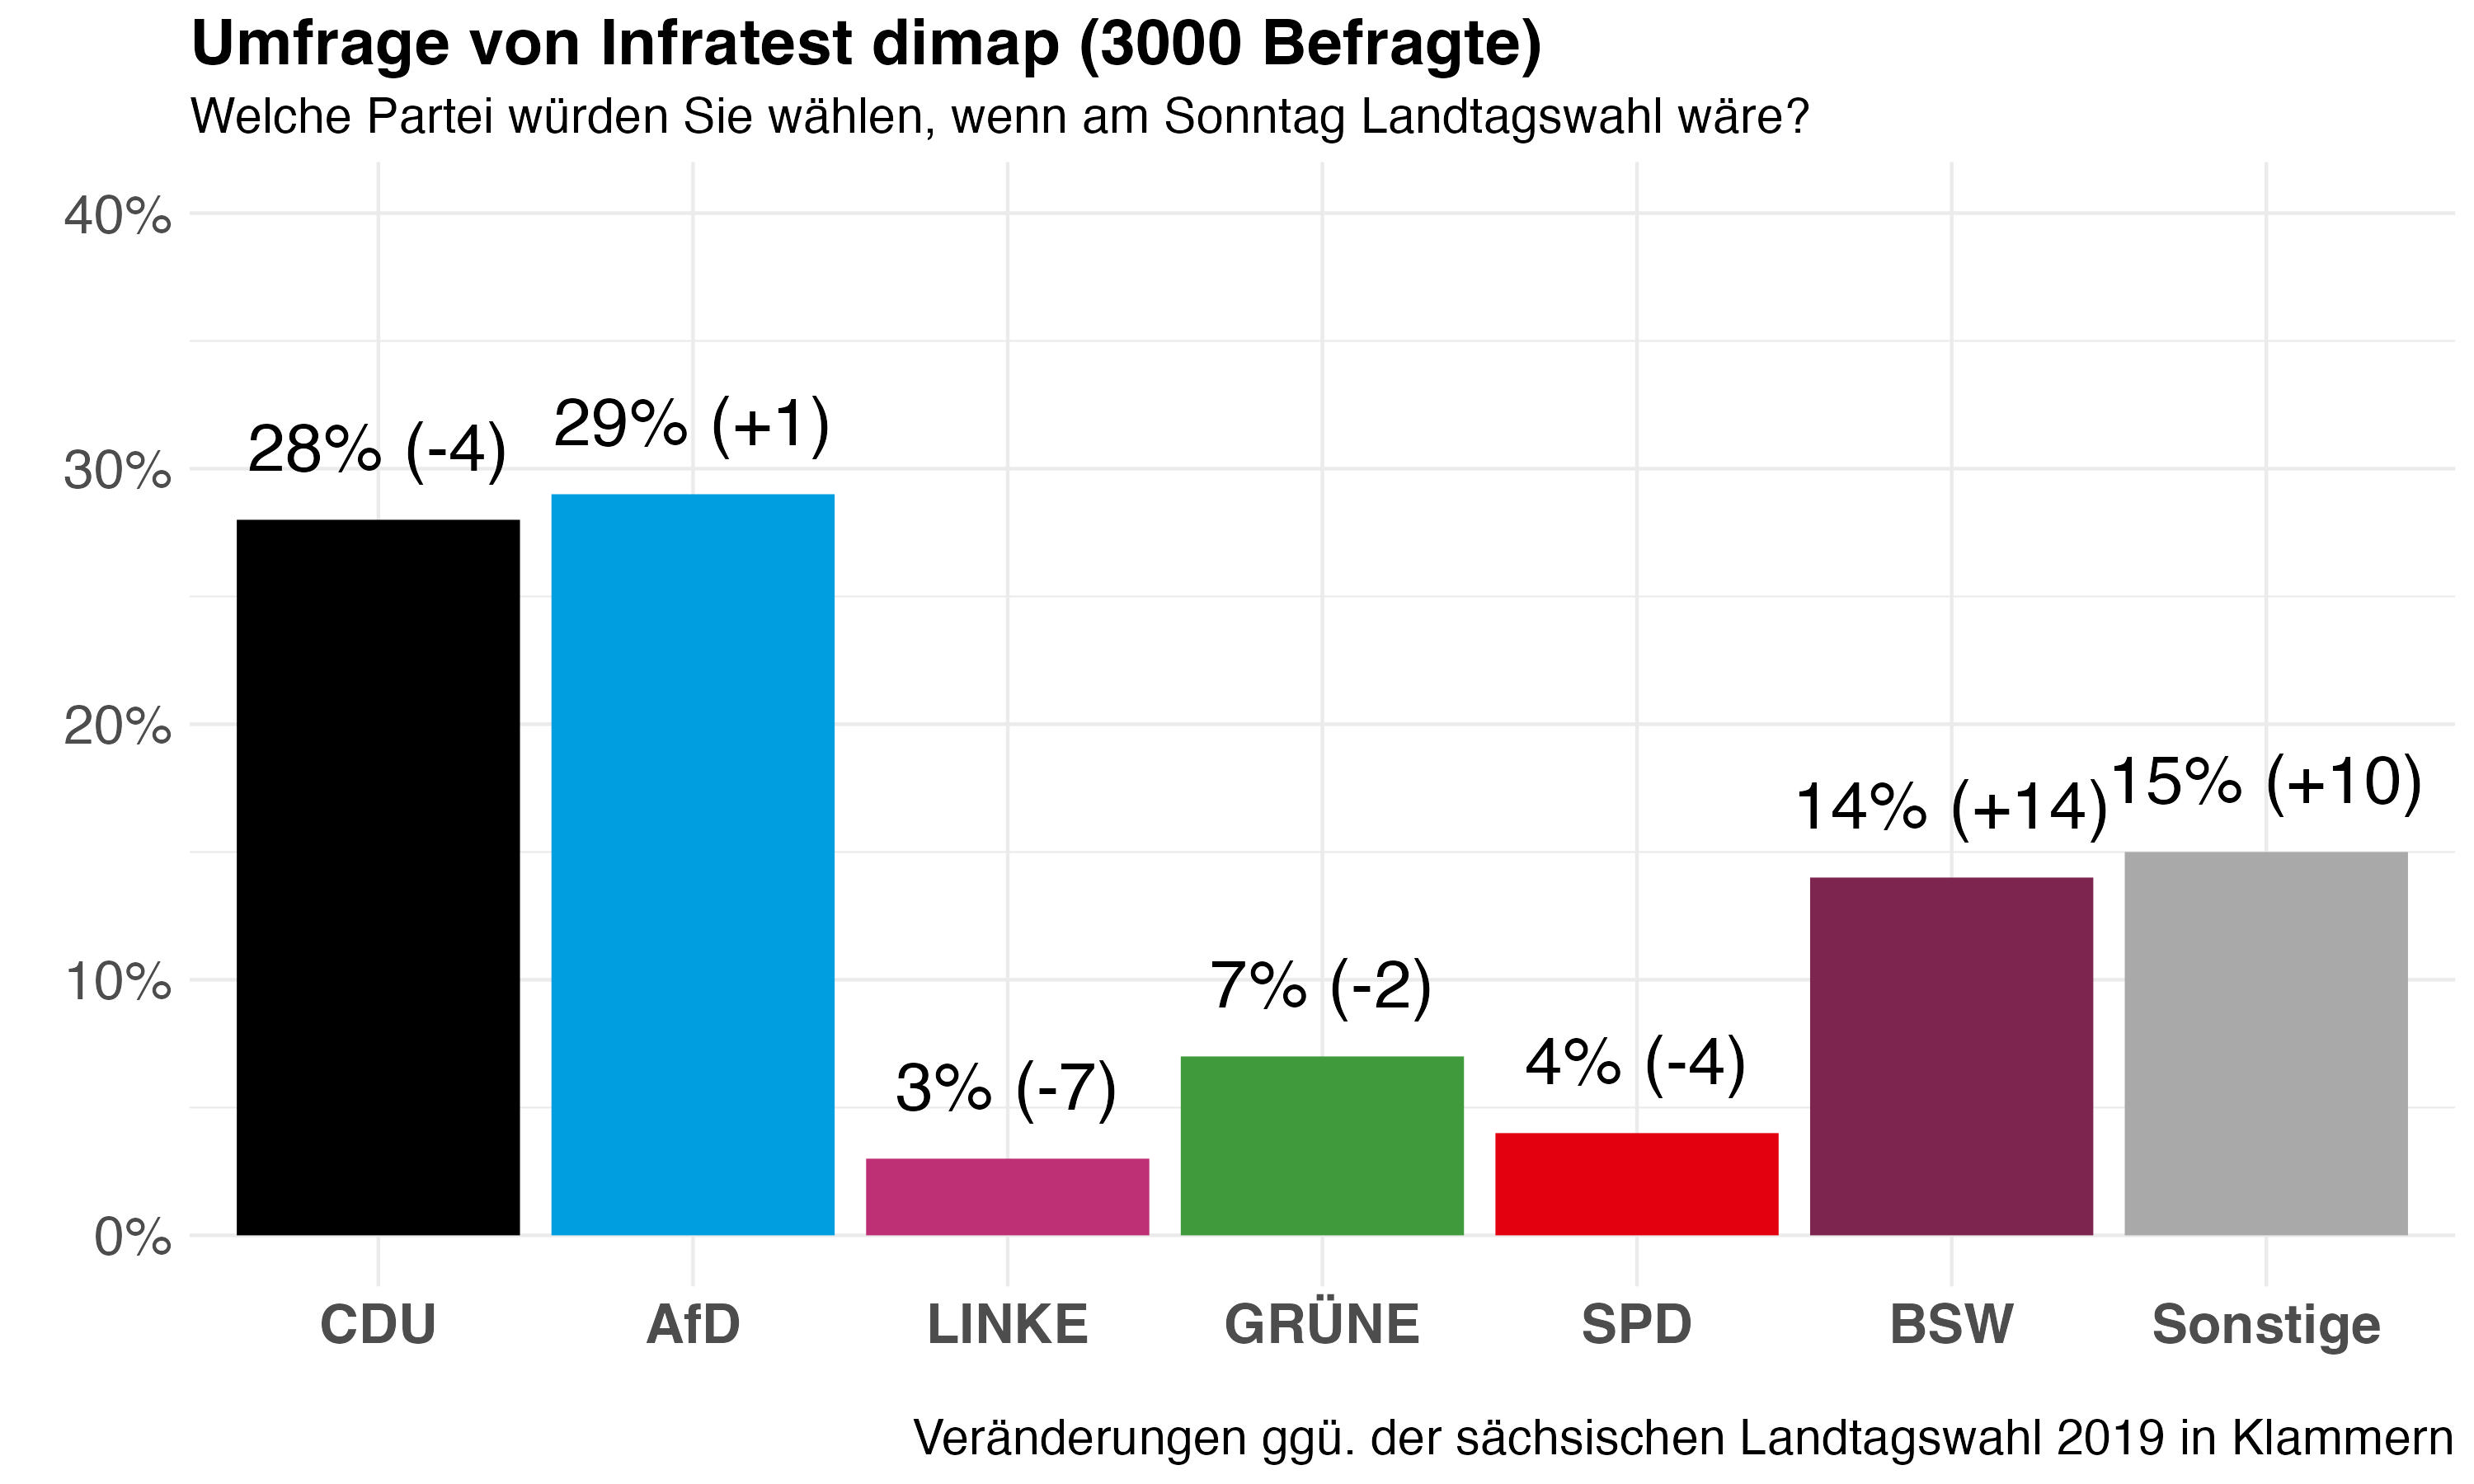 Umfrage von Infratest dimap (3000 Befragte)
Welche Partei würden Sie wählen, wenn am Sonntag Landtagswahl wäre?
40%
30%
20%
10%
0%
28% (-4)
29% (+1)
3% (-7)
7% (-2)
4% (-4)
14% (+14)
15% (+10)
CDU
AfD
LINKE
GRÜNE
SPD
BSW
Sonstige
Veränderungen ggü. der sächsischen Landtagswahl 2019 in Klammern